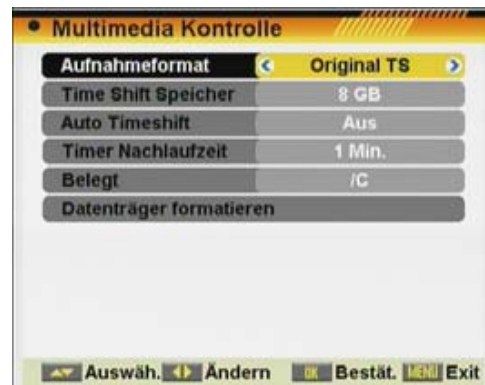 Multimedia Kontrolle
Aufnahmeformat Original TS
Time Shift Speicher 8 GB
Auto Timeshift Aus
Timer Nachlaufzeit 1 Min.
Belegt /C
Datenträger formatieren
Auswäh. Ändern OK Bestät. MENU Exit